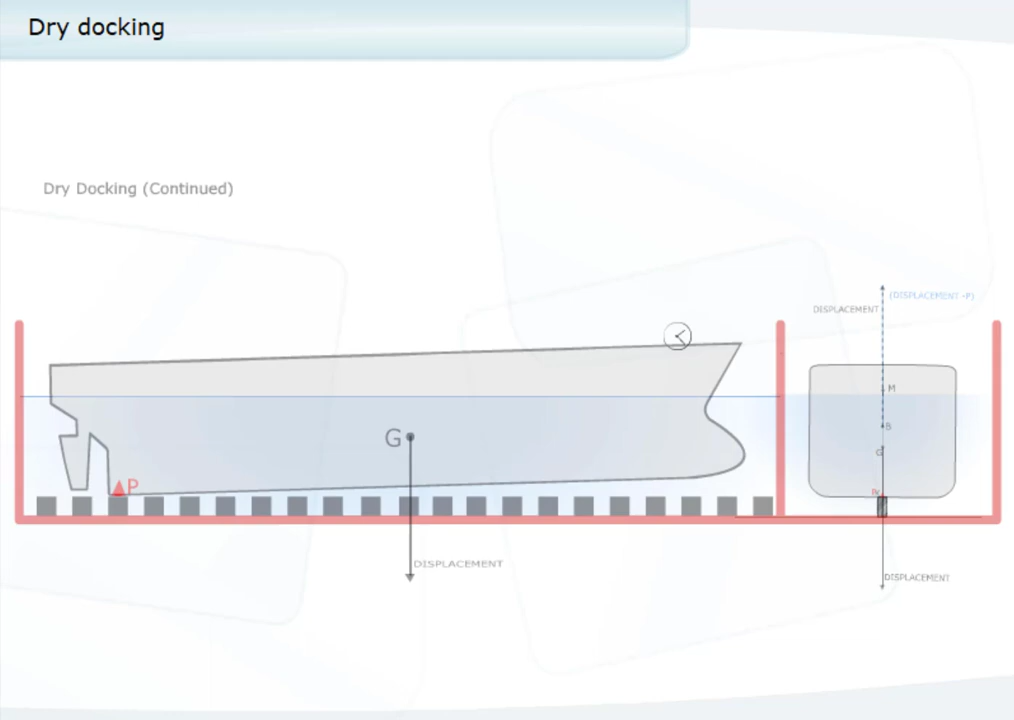 Dry docking
Dry Docking (Continued)
(DISPLACEMENT -P)
DISPLACEMENT
M
B
G
G
P
DISPLACEMENT
DISPLACEMENT